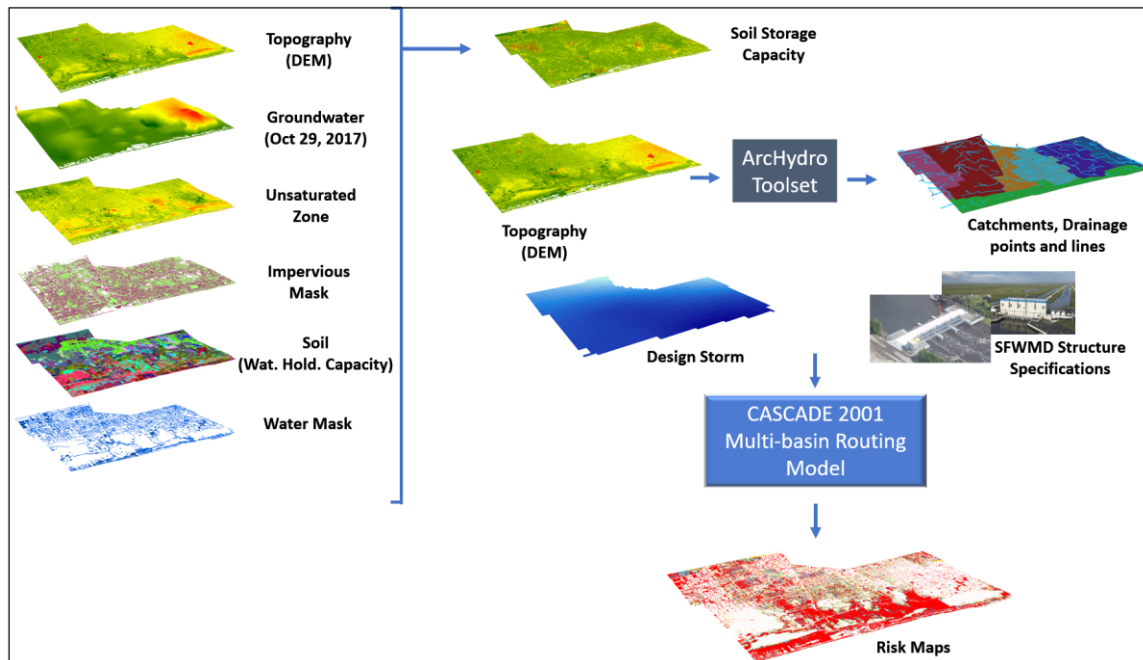 Topography
(DEM)
Groundwater
(Oct 29, 2017)
Unsaturated
Zone
Impervious
Mask
Soil
(Wat. Hold. Capacity)
Water Mask
Soil Storage
Capacity
Topography
(DEM)
ArcHydro
Toolset
Catchments, Drainage
points and lines
Design Storm
SFWMD Structure
Specifications
CASCADE 2001
Multi-basin Routing
Model
Risk Maps